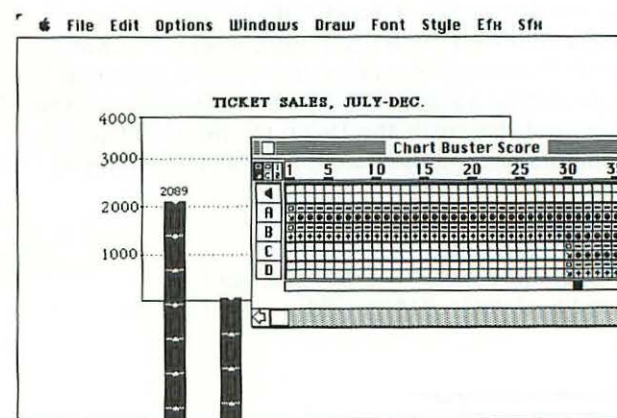 File Edit Options Windows Draw Font Style Efx Sfx
TICKET SALES, JULY-DEC.
4000
3000
2000
1000
2089
Chart Buster Score
1 5 10 15 20 25 30 35
A
B
C
D